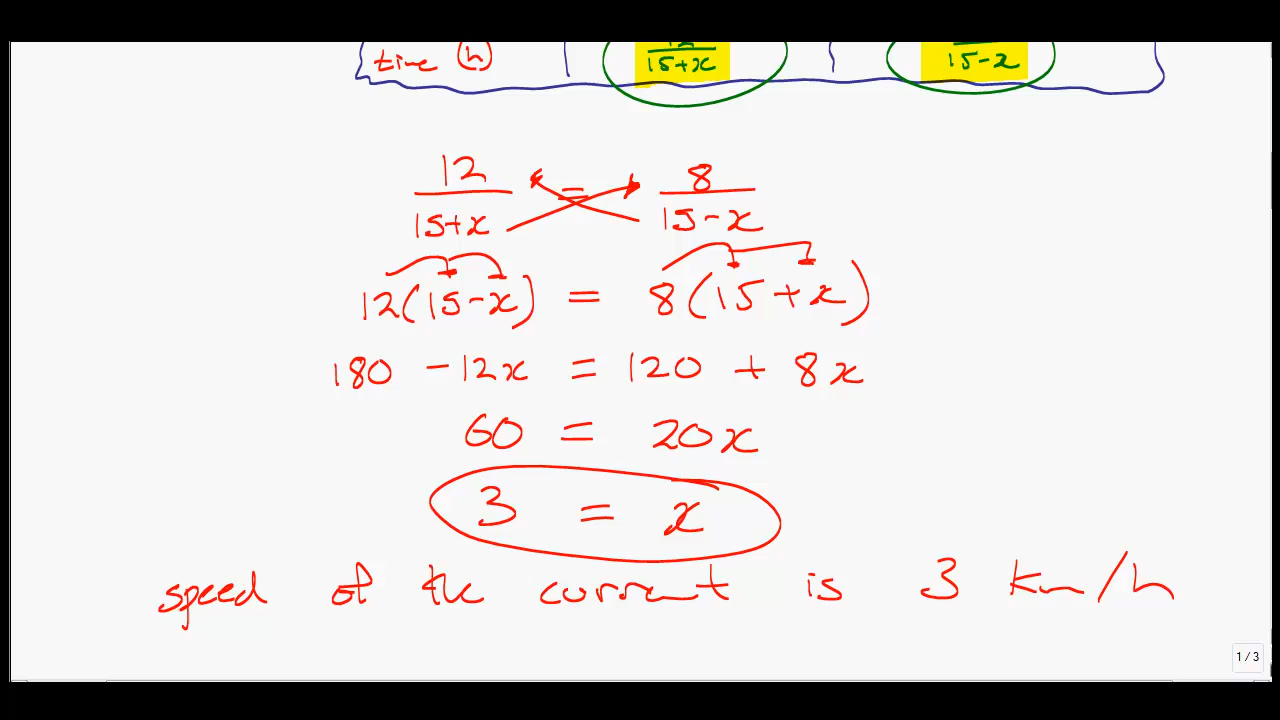 time (h) 15+x 15-x
12 = 8
15+x 15-x
12(15-x) = 8(15+x)
180 -12x = 120 + 8x
60 = 20x
3 = x
speed of the current is 3 km/h
1/3